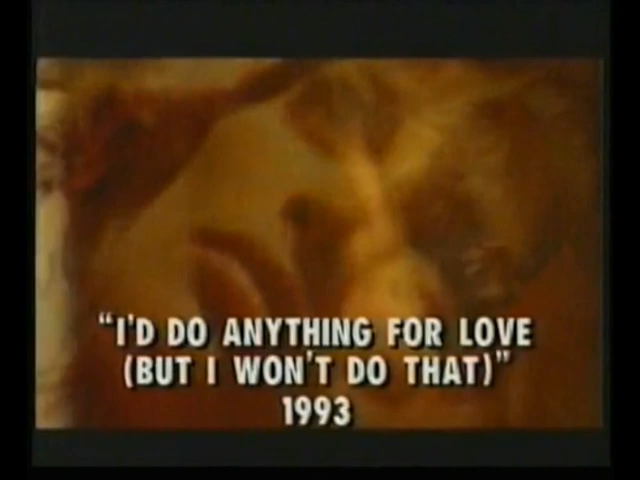 "I'D DO ANYTHING FOR LOVE
(BUT I WON'T DO THAT)"
1993